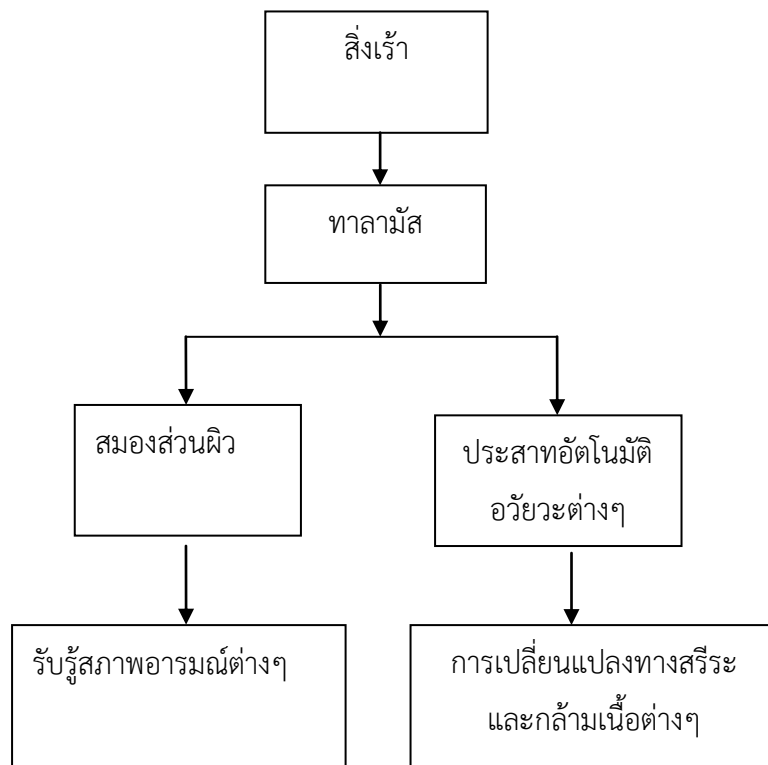 สิ่งเร้า
ทาลามัส
สมองส่วนผิว
ประสาทอัตโนมัติ
อวัยวะต่างๆ
รับรู้สภาพอารมณ์ต่างๆ
การเปลี่ยนแปลงทางสรีระ
และกล้ามเนื้อต่างๆ